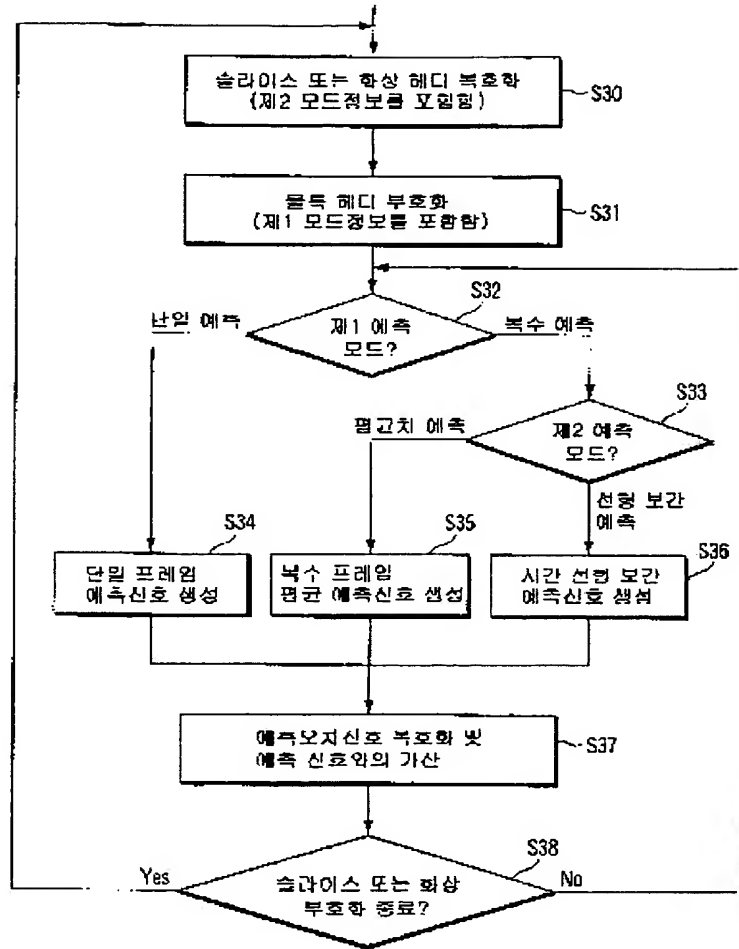 슬라이스 또는 화상 헤더 복호화
(제2 모드정보를 포함함)
S30
블록 헤더 부호화
(제1 모드정보를 포함함)
S31
S32
단일 예측
제1 예측
모드?
복수 예측
S33
평균치 예측
제2 예측
모드?
선형 보간
예측
S34
단일 프레임
예측신호 생성
S35
복수 프레임
평균 예측신호 생성
S36
시간 선형 보간
예측신호 생성
예측오차신호 복호화 및
예측 신호와의 가산
S37
S38
Yes
슬라이스 또는 화상
부호화 종료?
No